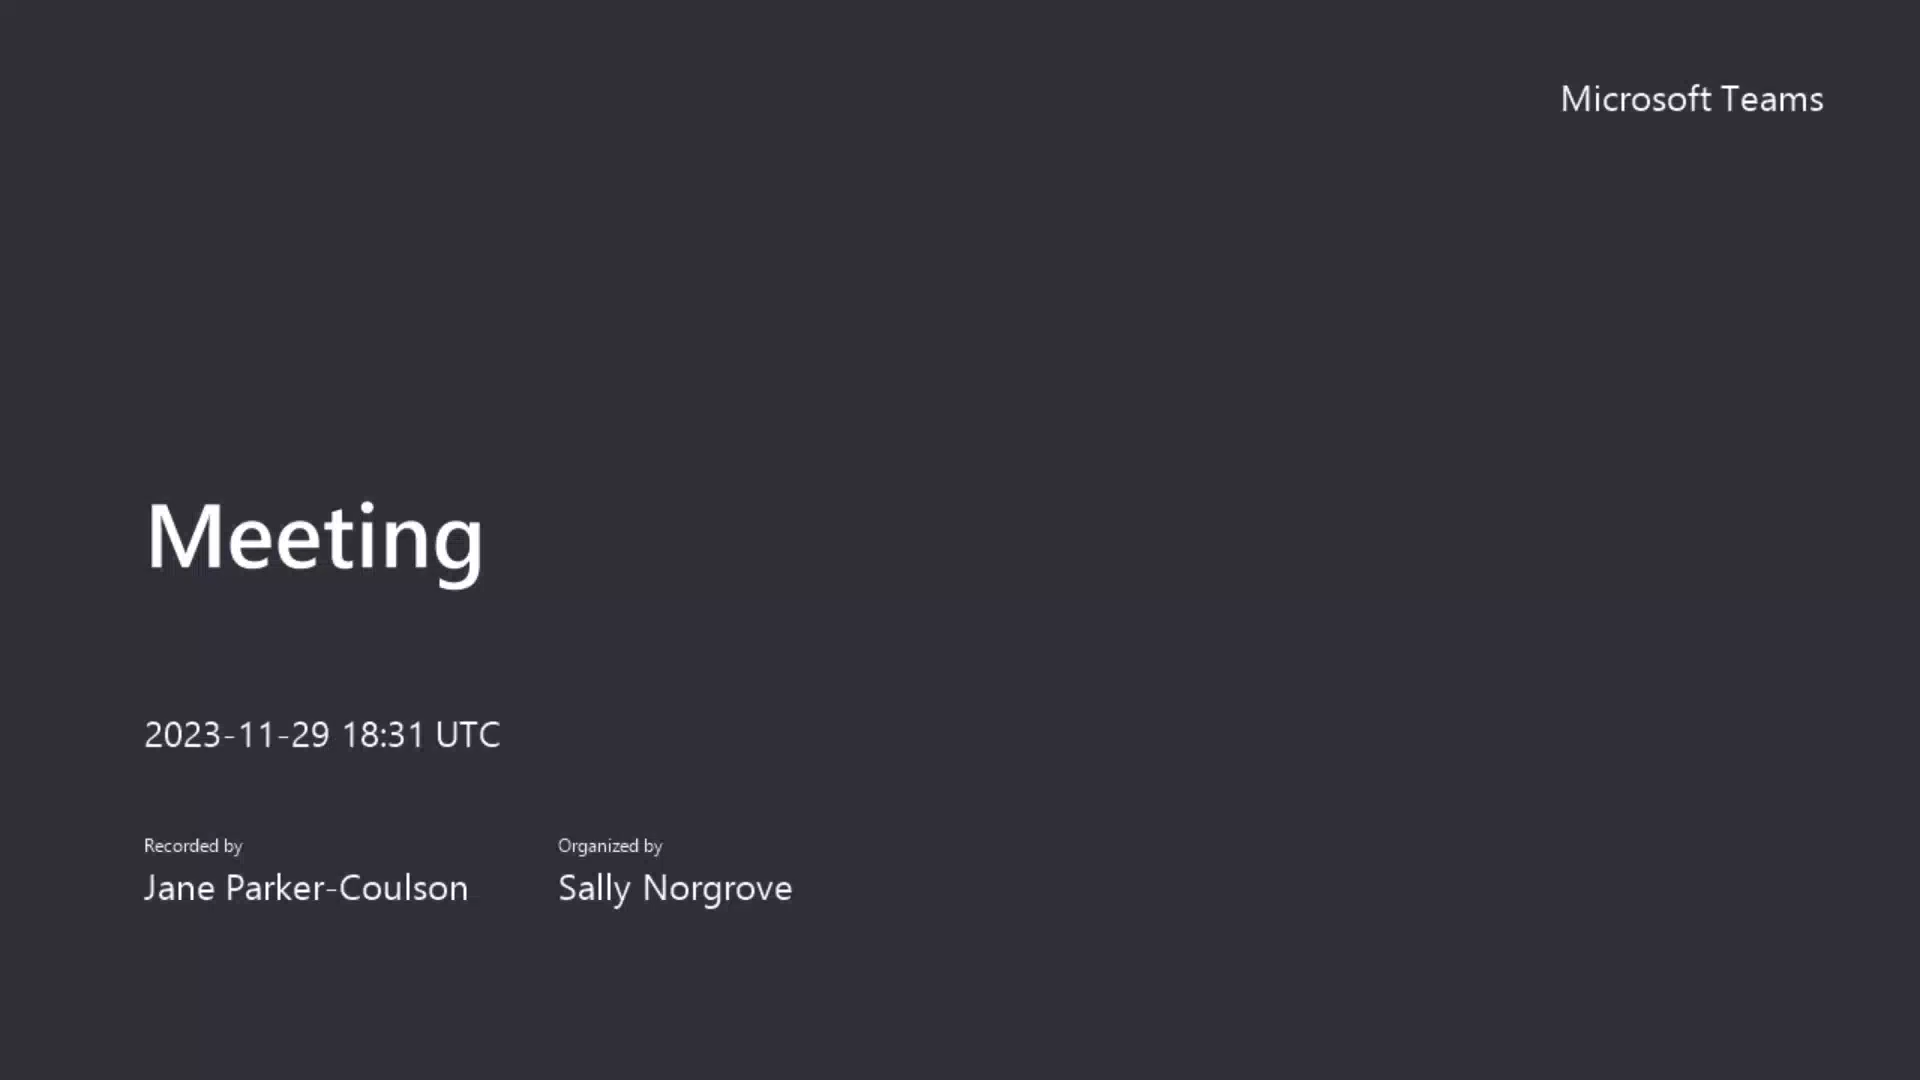 Microsoft Teams
Meeting
2023-11-29 18:31 UTC
Recorded by
Jane Parker-Coulson
Organized by
Sally Norgrove